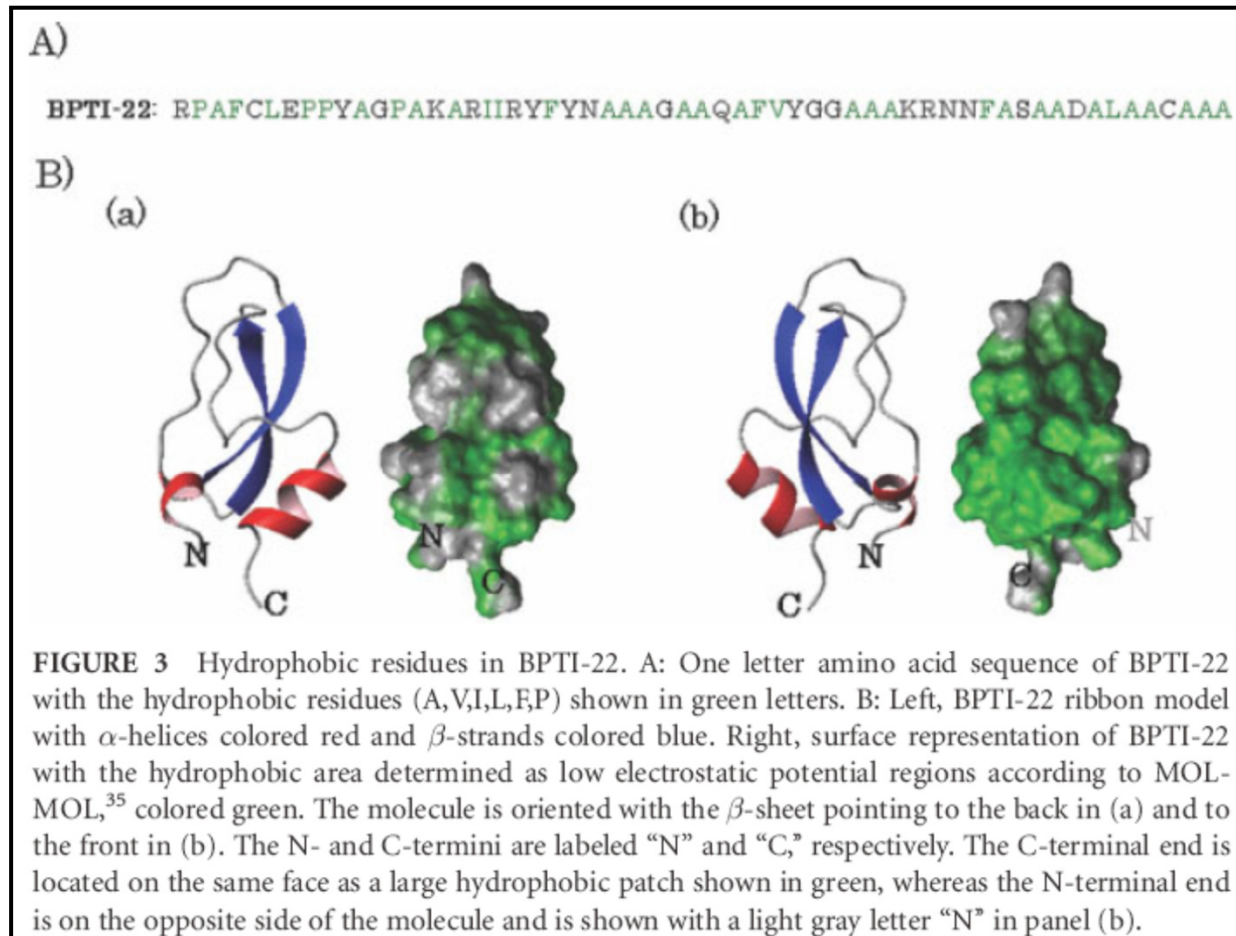 A)
BPTI-22: RPAFCLEPPYAGPAKARIIRYFYNAAAGAAQAFVYGGAAAKRNNFASAADALAACAAA
B)
(a) (b)
N C N C
N C C N
FIGURE 3 Hydrophobic residues in BPTI-22. A: One letter amino acid sequence of BPTI-22
with the hydrophobic residues (A,V,I,L,F,P) shown in green letters. B: Left, BPTI-22 ribbon model
with α-helices colored red and β-strands colored blue. Right, surface representation of BPTI-22
with the hydrophobic area determined as low electrostatic potential regions according to MOL-
MOL,³⁵ colored green. The molecule is oriented with the β-sheet pointing to the back in (a) and to
the front in (b). The N- and C-termini are labeled “N” and “C,” respectively. The C-terminal end is
located on the same face as a large hydrophobic patch shown in green, whereas the N-terminal end
is on the opposite side of the molecule and is shown with a light gray letter “N” in panel (b).